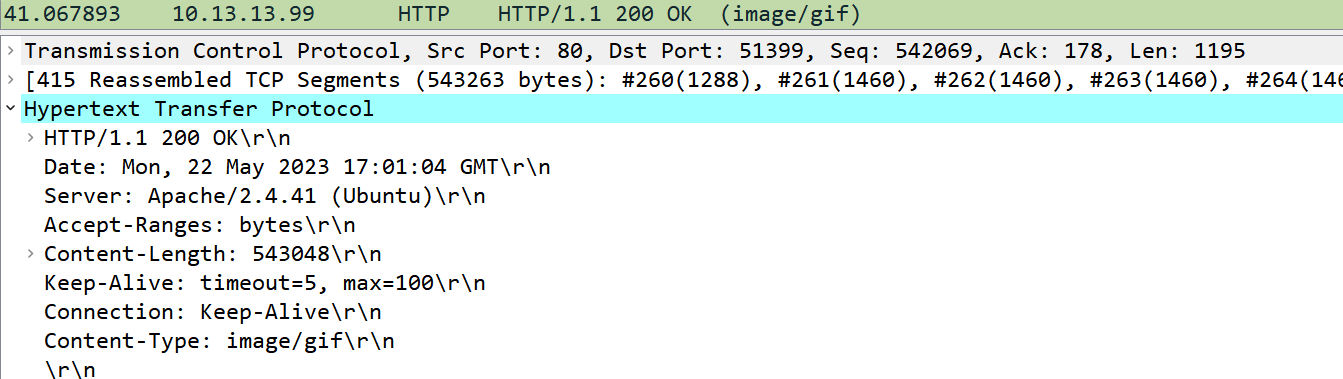 41.067893 10.13.13.99 HTTP HTTP/1.1 200 OK (image/gif)
Transmission Control Protocol, Src Port: 80, Dst Port: 51399, Seq: 542069, Ack: 178, Len: 1195
[415 Reassembled TCP Segments (543263 bytes): #260(1288), #261(1460), #262(1460), #263(1460), #264(146
Hypertext Transfer Protocol
HTTP/1.1 200 OK\r\n
Date: Mon, 22 May 2023 17:01:04 GMT\r\n
Server: Apache/2.4.41 (Ubuntu)\r\n
Accept-Ranges: bytes\r\n
Content-Length: 543048\r\n
Keep-Alive: timeout=5, max=100\r\n
Connection: Keep-Alive\r\n
Content-Type: image/gif\r\n
\r\n